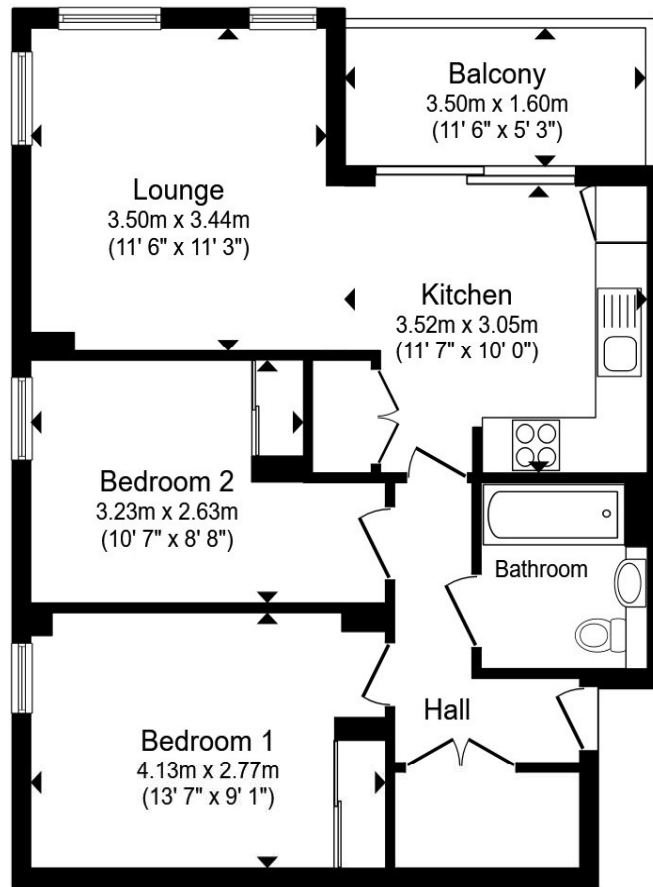 Balcony
3.50m x 1.60m
(11' 6" x 5' 3")
Lounge
3.50m x 3.44m
(11' 6" x 11' 3")
Kitchen
3.52m x 3.05m
(11' 7" x 10' 0")
Bedroom 2
3.23m x 2.63m
(10' 7" x 8' 8")
Bathroom
Hall
Bedroom 1
4.13m x 2.77m
(13' 7" x 9' 1")